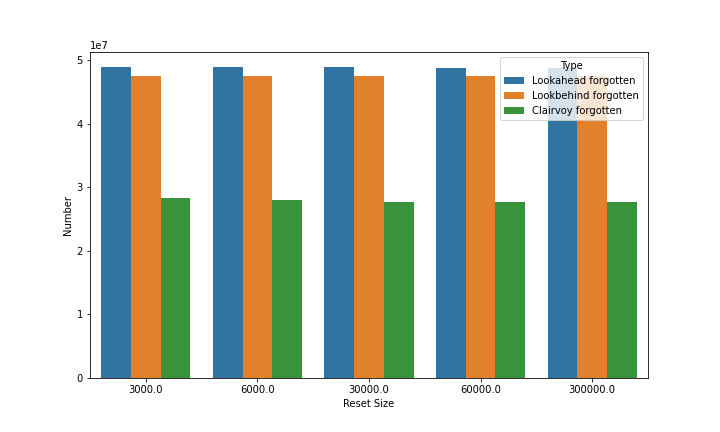 1e7
5
4
3
2
1
0
Number
3000.0
6000.0
30000.0
60000.0
300000.0
Reset Size
Type
Lookahead forgotten
Lookbehind forgotten
Clairvoy forgotten